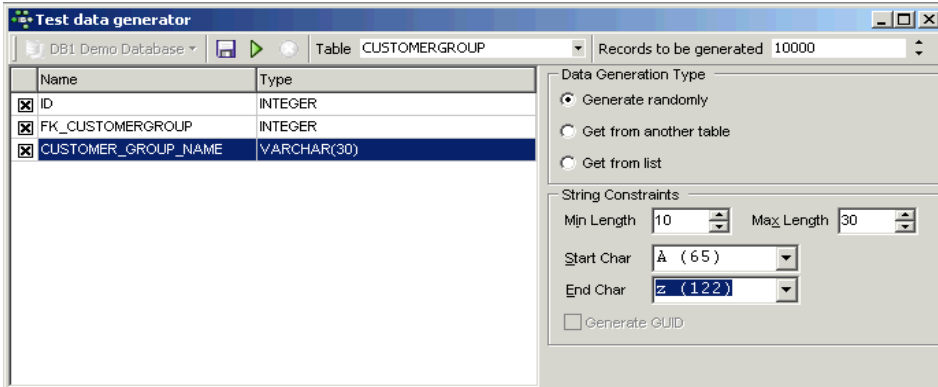 Test data generator
DB1 Demo Database Table CUSTOMERGROUP Records to be generated 10000
Name Type
ID INTEGER
FK_CUSTOMERGROUP INTEGER
CUSTOMER_GROUP_NAME VARCHAR(30)
Data Generation Type
Generate randomly
Get from another table
Get from list
String Constraints
Min Length 10 Max Length 30
Start Char A (65)
End Char z (122)
Generate GUID